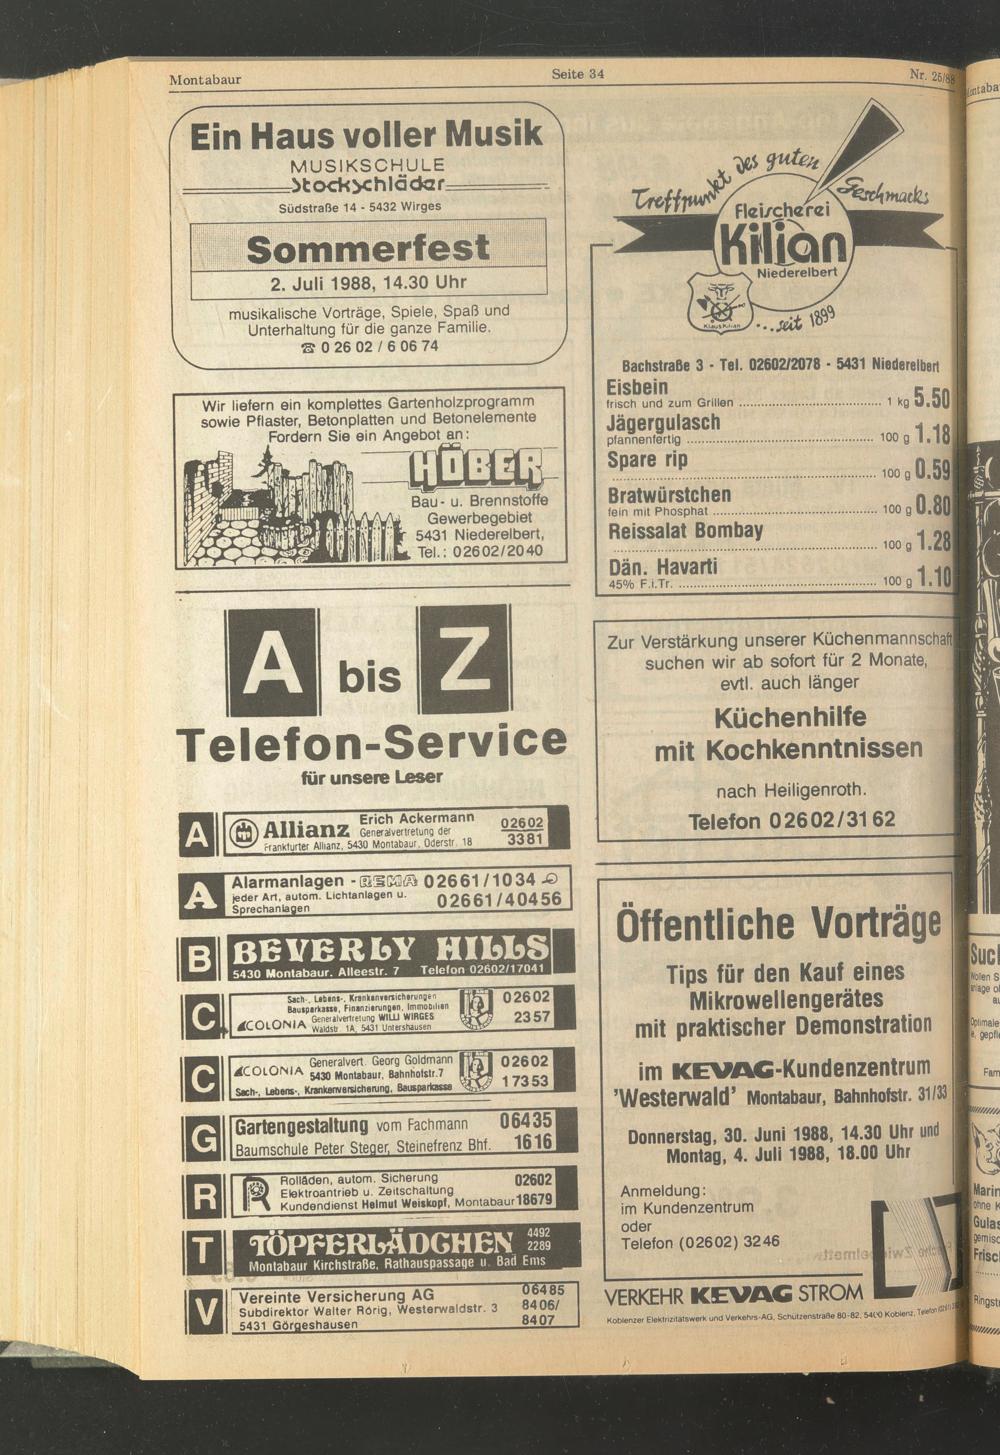 Montabaur
Seite 34
Nr. 25/88
Ein Haus voller Musik
MUSIKSCHULE
Stockschläder
Südstraße 14 - 5432 Wirges
Sommerfest
2. Juli 1988, 14.30 Uhr
musikalische Vorträge, Spiele, Spaß und
Unterhaltung für die ganze Familie.
☎ 0 26 02 / 6 06 74
Wir liefern ein komplettes Gartenholzprogramm
sowie Pflaster, Betonplatten und Betonelemente
Fordern Sie ein Angebot an:
HÖBER
Bau- u. Brennstoffe
Gewerbegebiet
5431 Niederelbert,
Tel.: 02602/2040
A bis Z
Telefon-Service
für unsere Leser
A
Allianz
Erich Ackermann
Generalvertretung der
Frankfurter Allianz, 5430 Montabaur, Oderstr. 18
02602
3381
A
Alarmanlagen - REMA 02661/1034
jeder Art, autom. Lichtanlagen u.
Sprechanlagen
02661/40456
B
BEVERLY HILLS
5430 Montabaur. Alleestr. 7 Telefon 02602/17041
C
Sach-, Lebens-, Krankenversicherungen
Bausparkasse, Finanzierungen, Immobilien
Generalvertretung WILLI WIRGES
COLONIA Waldstr. 1A, 5431 Untershausen
02602
2357
C
COLONIA
Generalvert. Georg Goldmann
5430 Montabaur, Bahnhofstr.7
Sach-, Lebens-, Krankenversicherung, Bausparkasse
02602
17353
G
Gartengestaltung vom Fachmann
Baumschule Peter Steger, Steinefrenz Bhf.
06435
1616
R
Rolläden, autom. Sicherung
Elektroantrieb u. Zeitschaltung
Kundendienst Helmut Weiskopf, Montabaur
02602
18679
T
TÖPFERLÄDCHEN
4492
2289
Montabaur Kirchstraße, Rathauspassage u. Bad Ems
V
Vereinte Versicherung AG
Subdirektor Walter Rörig, Westerwaldstr. 3
5431 Görgeshausen
06485
8406/
8407
Treffpunkt des guten Geschmacks
Fleischerei
Kilian
Niederelbert
Klaus Kilian
...seit 1899
Bachstraße 3 - Tel. 02602/2078 - 5431 Niederelbert
Eisbein
frisch und zum Grillen ... 1 kg 5.50
Jägergulasch
pfannenfertig ... 100 g 1.18
Spare rip
... 100 g 0.59
Bratwürstchen
fein mit Phosphat ... 100 g 0.80
Reissalat Bombay
... 100 g 1.28
Dän. Havarti
45% F.i.Tr. ... 100 g 1.10
Zur Verstärkung unserer Küchenmannschaft
suchen wir ab sofort für 2 Monate,
evtl. auch länger
Küchenhilfe
mit Kochkenntnissen
nach Heiligenroth.
Telefon 02602/3162
Öffentliche Vorträge
Tips für den Kauf eines
Mikrowellengerätes
mit praktischer Demonstration
im KEVAG-Kundenzentrum
'Westerwald' Montabaur, Bahnhofstr. 31/33
Donnerstag, 30. Juni 1988, 14.30 Uhr und
Montag, 4. Juli 1988, 18.00 Uhr
Anmeldung:
im Kundenzentrum
oder
Telefon (02602) 3246
VERKEHR KEVAG STROM
Koblenzer Elektrizitätswerk und Verkehrs-AG, Schützenstraße 80-82, 5400 Koblenz, Telefon